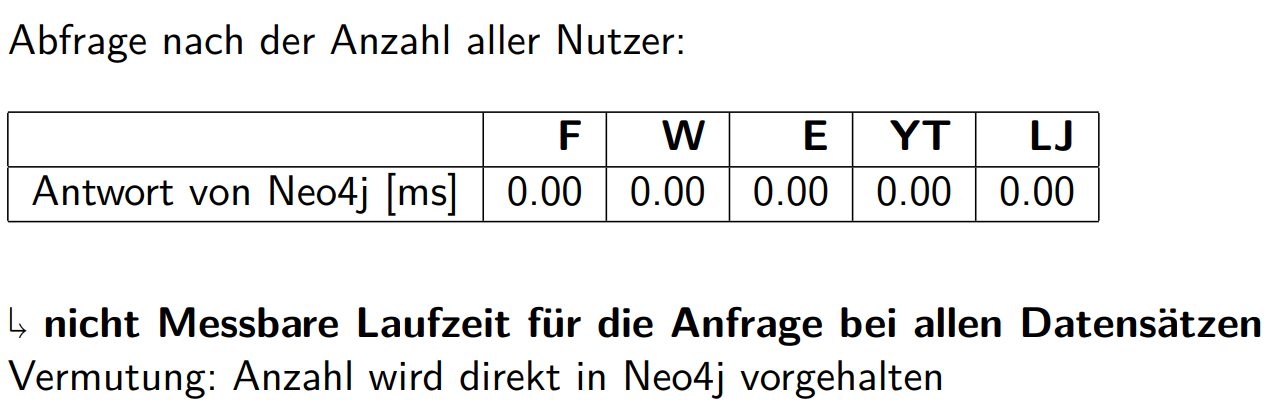 Abfrage nach der Anzahl aller Nutzer:
F W E YT LJ
Antwort von Neo4j [ms] 0.00 0.00 0.00 0.00 0.00
↳ nicht Messbare Laufzeit für die Anfrage bei allen Datensätzen
Vermutung: Anzahl wird direkt in Neo4j vorgehalten